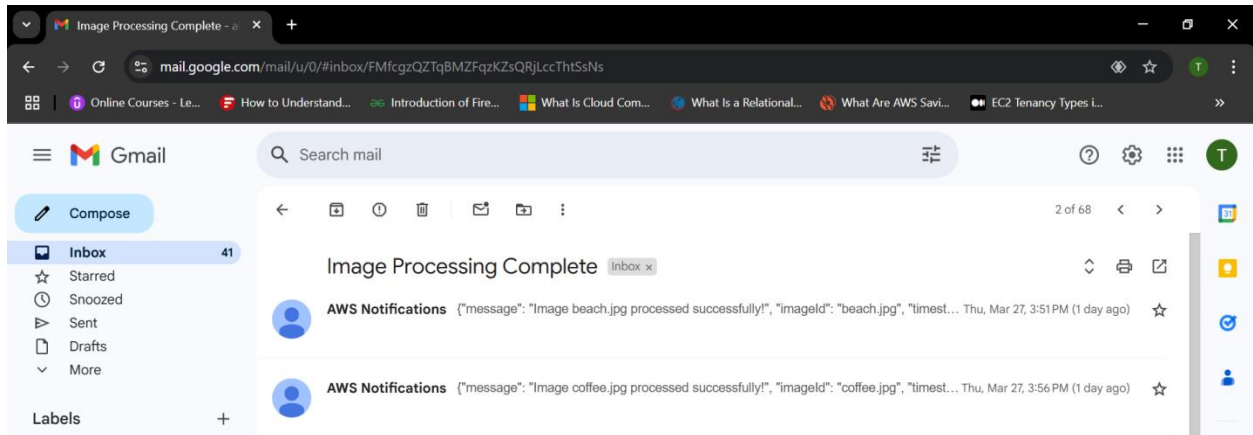 Image Processing Complete - a
mail.google.com/mail/u/0/#inbox/FMfcgzQZTqBMZFqzKZsQRjLccThtSsNs
T
Online Courses - Le...
How to Understand...
Introduction of Fire...
What Is Cloud Com...
What Is a Relational...
What Are AWS Savi...
EC2 Tenancy Types i...
Gmail
Search mail
T
Compose
2 of 68
31
Inbox 41
Starred
Snoozed
Sent
Drafts
More
Labels
Image Processing Complete Inbox x
AWS Notifications {"message": "Image beach.jpg processed successfully!", "imageId": "beach.jpg", "timest... Thu, Mar 27, 3:51 PM (1 day ago)
AWS Notifications {"message": "Image coffee.jpg processed successfully!", "imageId": "coffee.jpg", "timest... Thu, Mar 27, 3:56 PM (1 day ago)